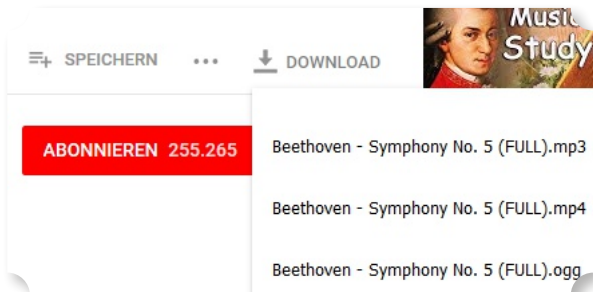 Music
Study
SPEICHERN
DOWNLOAD
ABONNIEREN 255.265
Beethoven - Symphony No. 5 (FULL).mp3
Beethoven - Symphony No. 5 (FULL).mp4
Beethoven - Symphony No. 5 (FULL).ogg